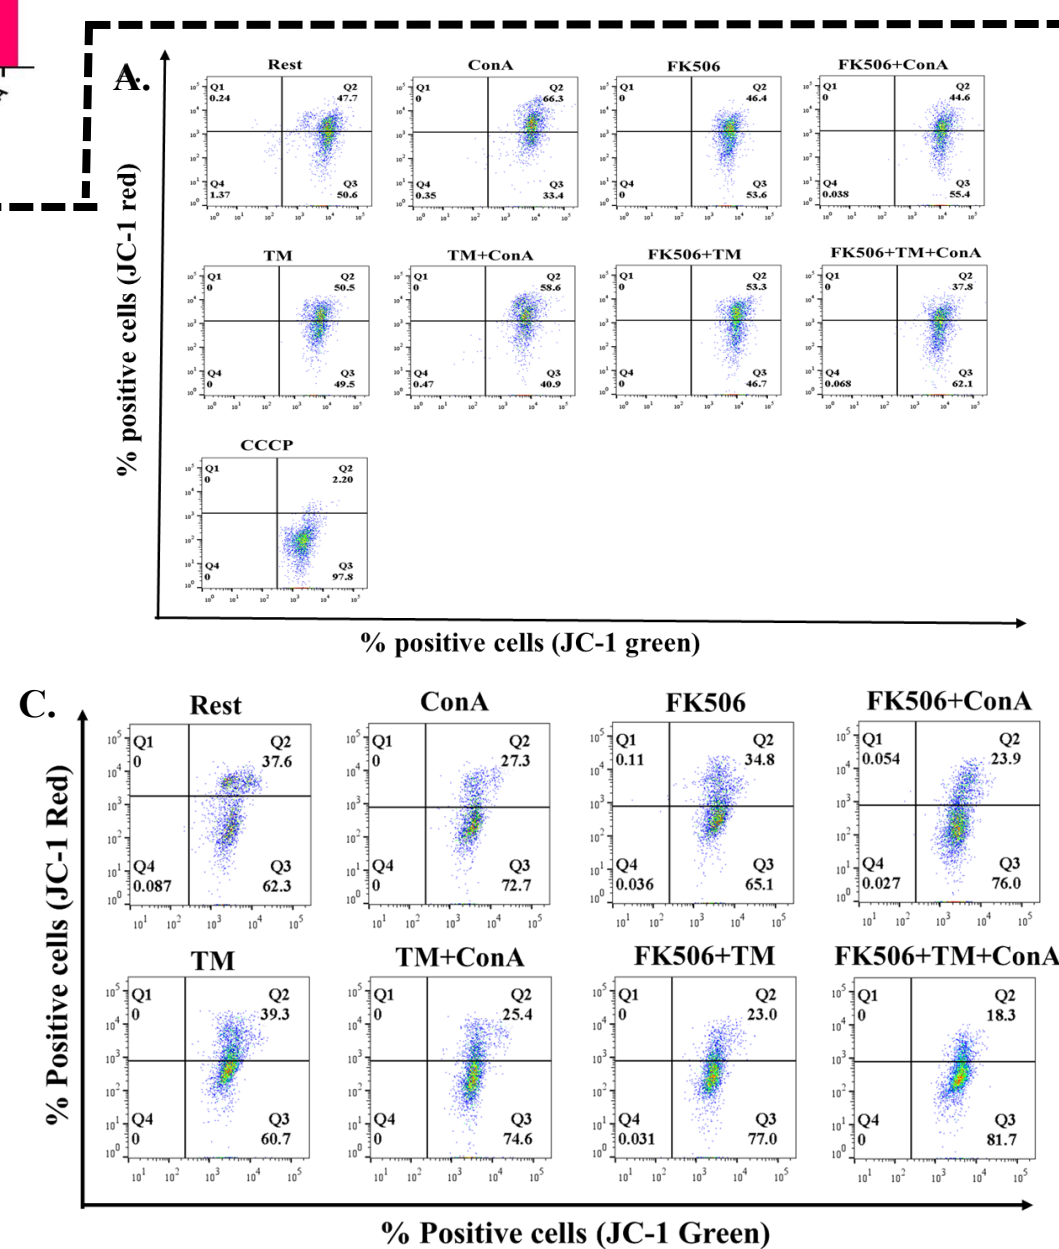 A.
Rest
ConA
FK506
FK506+ConA
Q1
0.24
Q2
47.7
Q4
1.37
Q3
50.6
Q1
0
Q2
66.3
Q4
0.35
Q3
33.4
Q1
0
Q2
46.4
Q4
0
Q3
53.6
Q1
0
Q2
44.6
Q4
0.038
Q3
55.4
TM
TM+ConA
FK506+TM
FK506+TM+ConA
Q1
0
Q2
50.5
Q4
0
Q3
49.5
Q1
0
Q2
58.6
Q4
0.47
Q3
40.9
Q1
0
Q2
53.3
Q4
0
Q3
46.7
Q1
0
Q2
37.8
Q4
0.068
Q3
62.1
CCCP
Q1
0
Q2
2.20
Q4
0
Q3
97.8
% positive cells (JC-1 red)
% positive cells (JC-1 green)
C.
Rest
ConA
FK506
FK506+ConA
Q1
0
Q2
37.6
Q4
0.087
Q3
62.3
Q1
0
Q2
27.3
Q4
0
Q3
72.7
Q1
0.11
Q2
34.8
Q4
0.036
Q3
65.1
Q1
0.054
Q2
23.9
Q4
0.027
Q3
76.0
TM
TM+ConA
FK506+TM
FK506+TM+ConA
Q1
0
Q2
39.3
Q4
0
Q3
60.7
Q1
0
Q2
25.4
Q4
0
Q3
74.6
Q1
0
Q2
23.0
Q4
0.031
Q3
77.0
Q1
0
Q2
18.3
Q4
0
Q3
81.7
% Positive cells (JC-1 Red)
% Positive cells (JC-1 Green)